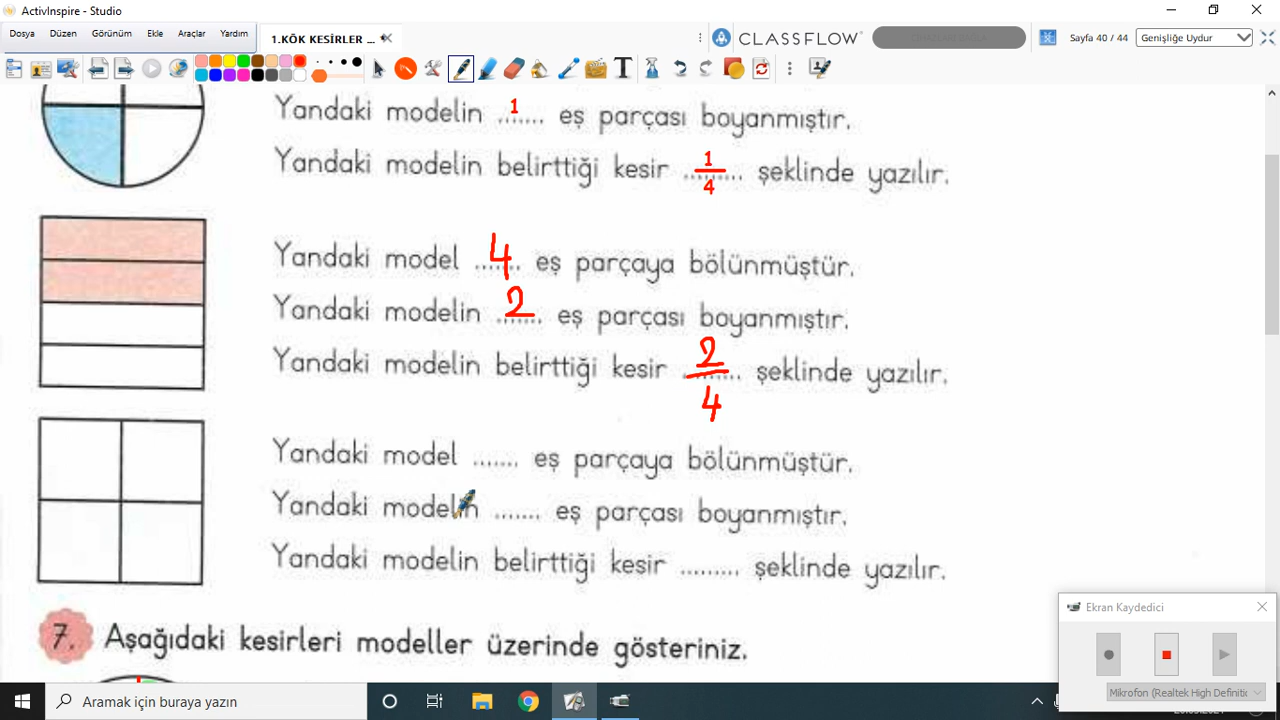 ActivInspire - Studio
Dosya Düzen Görünüm Ekle Araçlar Yardım
1.KÖK KESİRLER ...
CLASSFLOW
Sayfa 40 / 44
Genişliğe Uydur
Yandaki modelin ...1... eş parçası boyanmıştır.
Yandaki modelin belirttiği kesir 1/4 şeklinde yazılır.
Yandaki model 4 eş parçaya bölünmüştür.
Yandaki modelin 2 eş parçası boyanmıştır.
Yandaki modelin belirttiği kesir 2/4 şeklinde yazılır.
Yandaki model ....... eş parçaya bölünmüştür.
Yandaki modelin ....... eş parçası boyanmıştır.
Yandaki modelin belirttiği kesir ......... şeklinde yazılır.
7. Aşağıdaki kesirleri modeller üzerinde gösteriniz.
Ekran Kaydedici
Mikrofon (Realtek High Definitic
Aramak için buraya yazın